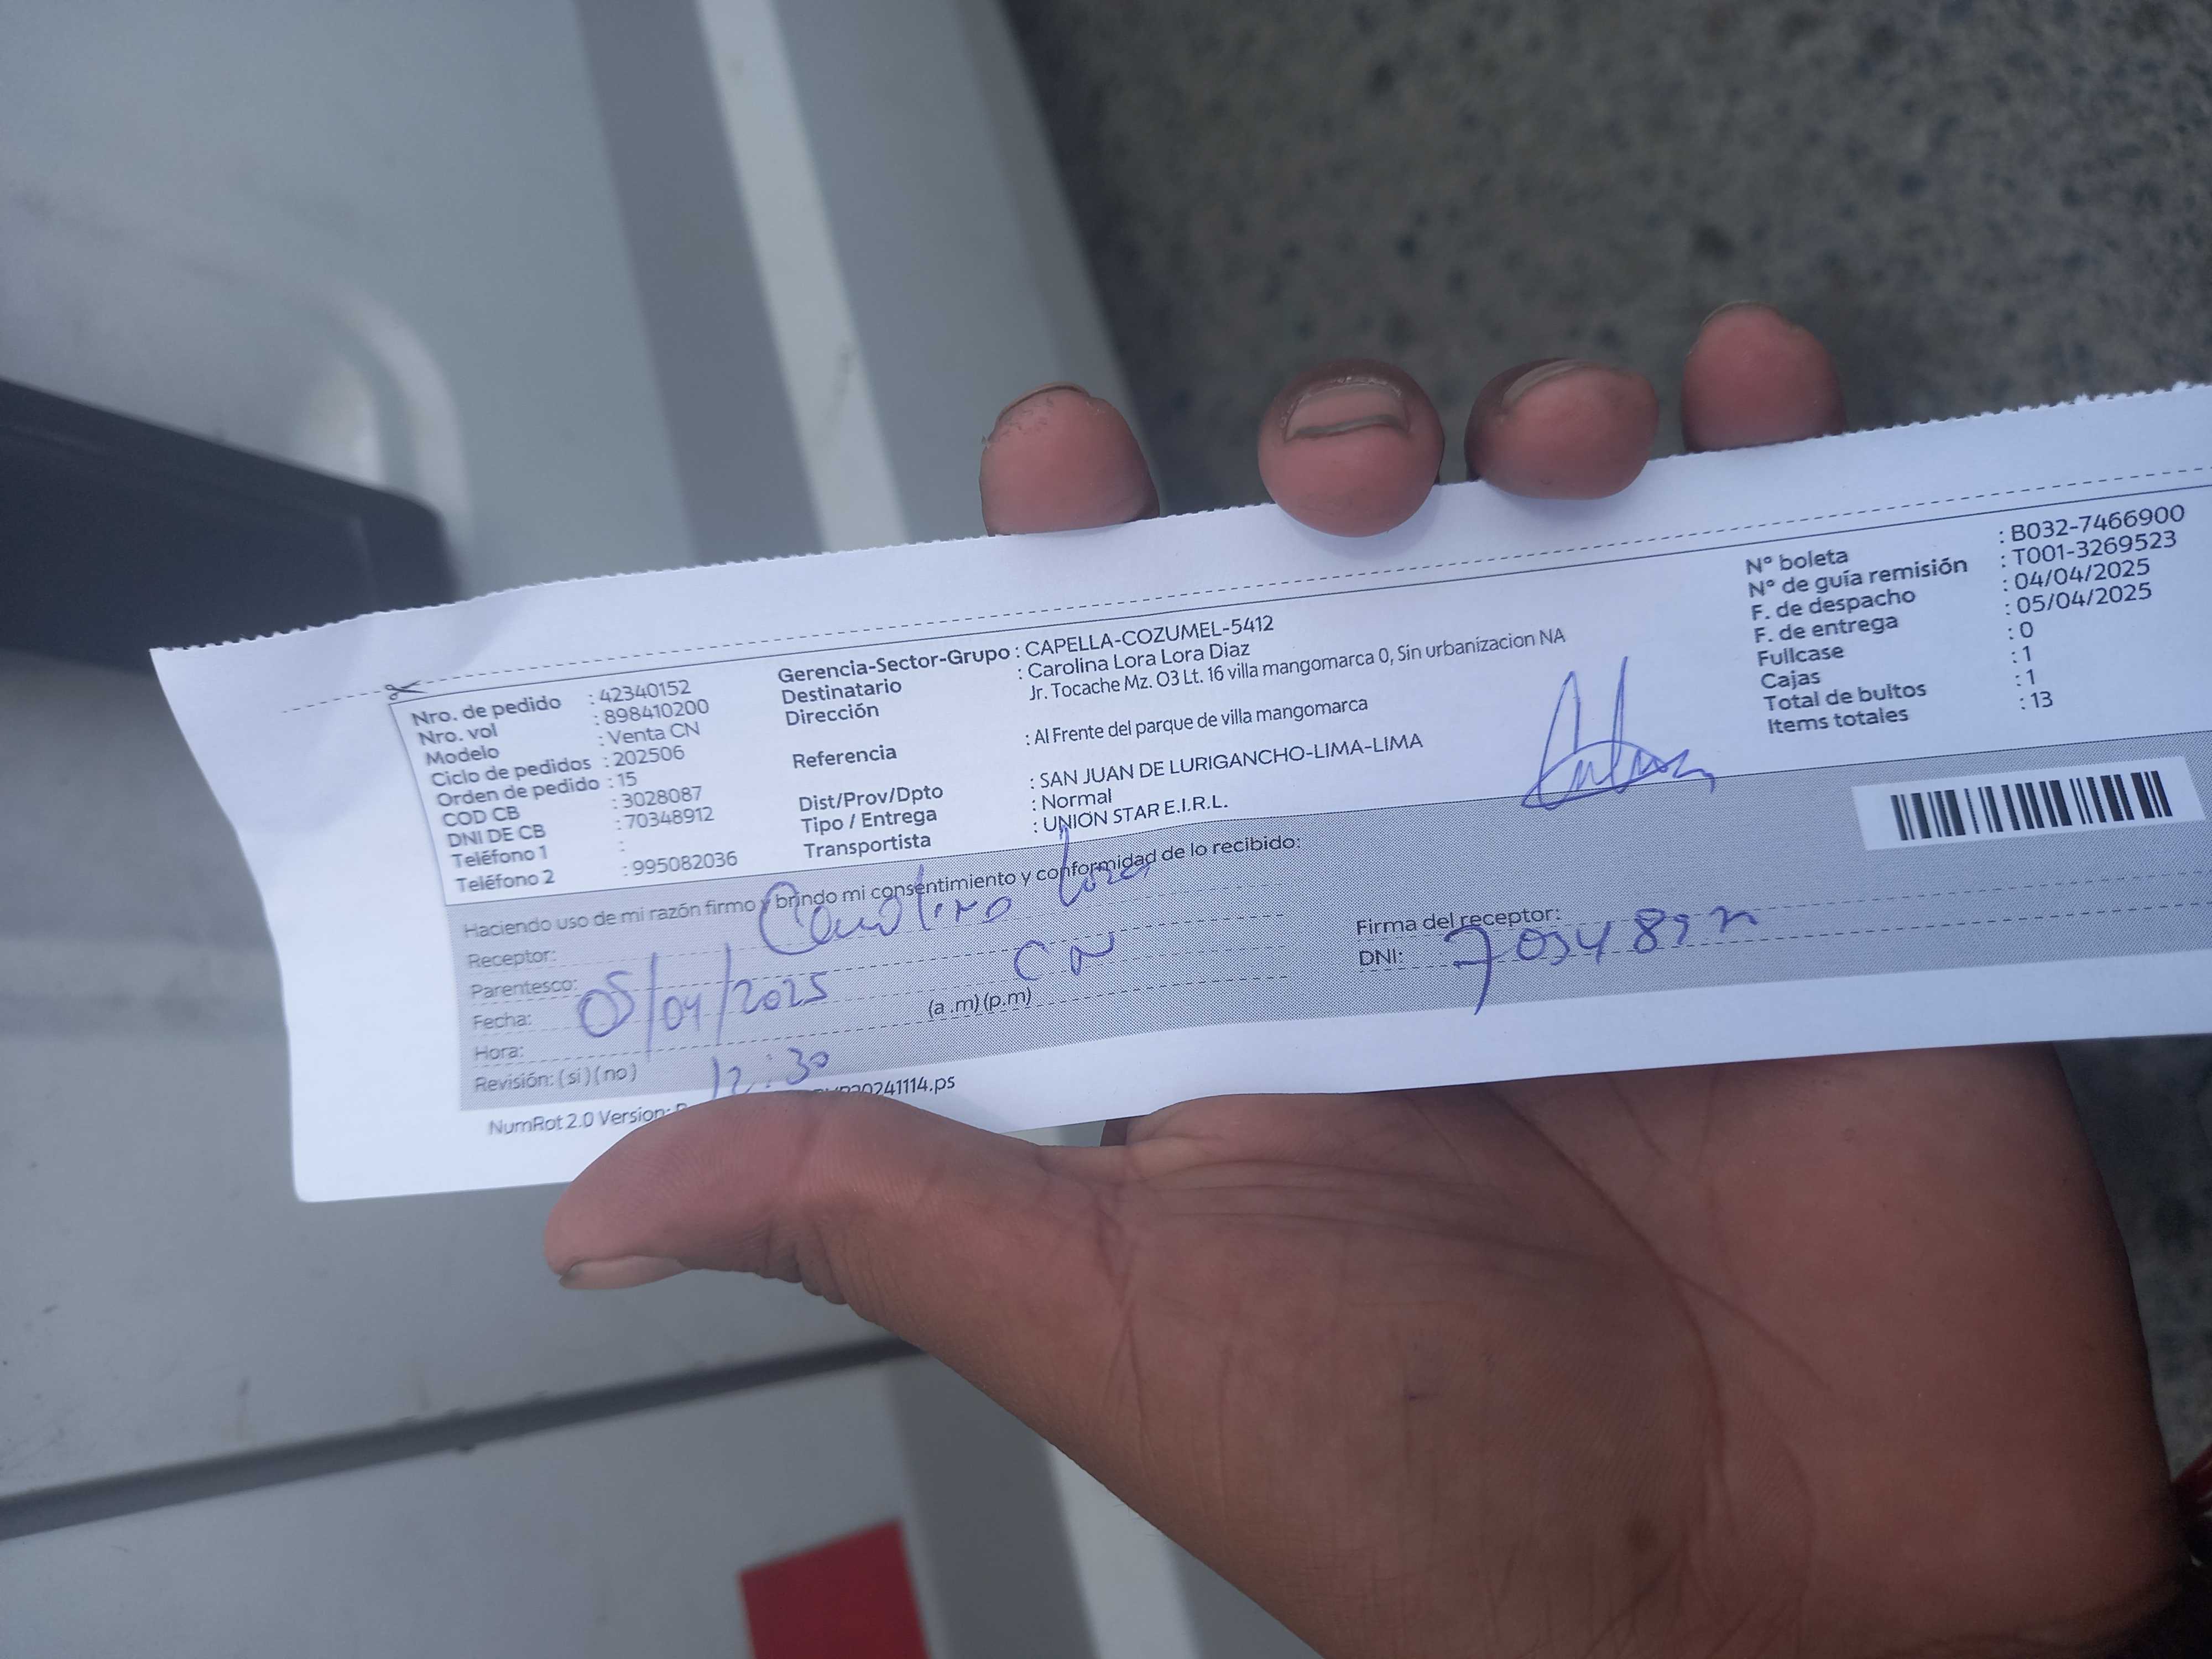 Nro. de pedido : 42340152
Nro. vol : 898410200
Modelo : Venta CN
Ciclo de pedidos : 202506
Orden de pedido : 15
COD CB : 3028087
DNI DE CB : 70348912
Teléfono 1 :
Teléfono 2 : 995082036
Gerencia-Sector-Grupo : CAPELLA-COZUMEL-5412
Destinatario : Carolina Lora Lora Diaz
Dirección Jr. Tocache Mz. O3 Lt. 16 villa mangomarca 0, Sin urbanizacion NA
Referencia : Al Frente del parque de villa mangomarca
Dist/Prov/Dpto : SAN JUAN DE LURIGANCHO-LIMA-LIMA
Tipo / Entrega : Normal
Transportista : UNION STAR E.I.R.L.
N° boleta : B032-7466900
N° de guía remisión : T001-3269523
F. de despacho : 04/04/2025
F. de entrega : 05/04/2025
Fullcase : 0
Cajas : 1
Total de bultos : 1
Items totales : 13
Haciendo uso de mi razón firmo y brindo mi consentimiento y conformidad de lo recibido:
Receptor: Lora
Parentesco: CN
Fecha: 05/04/2025
Hora: 12:30 (a .m) (p.m)
Revisión: ( si ) ( no )
Firma del receptor:
DNI:
NumRot 2.0 Version: 20241114.ps